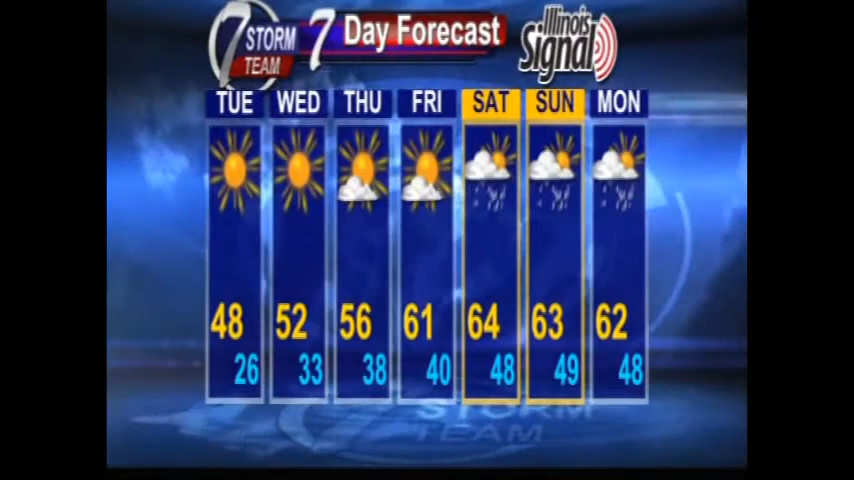 7 STORM TEAM
7 Day Forecast
Illinois Signal
TUE WED THU FRI SAT SUN MON
48 52 56 61 64 63 62
26 33 38 40 48 49 48
7 STORM
TEAM